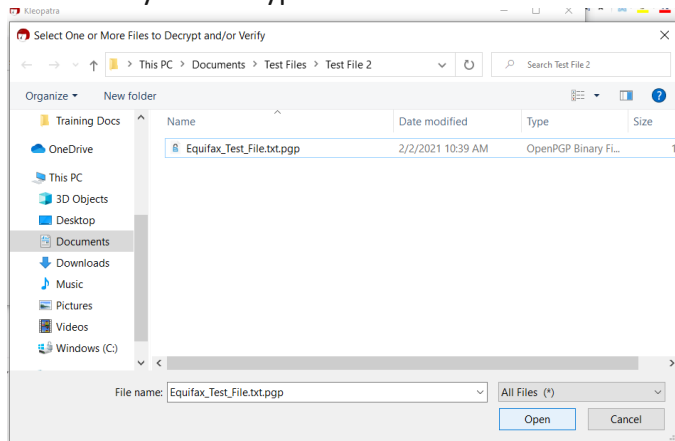 Kleopatra
Select One or More Files to Decrypt and/or Verify
This PC > Documents > Test Files > Test File 2
Search Test File 2
Organize
New folder
Training Docs
Name
Date modified
Type
Size
Equifax_Test_File.txt.pgp
2/2/2021 10:39 AM
OpenPGP Binary Fi...
1
OneDrive
This PC
3D Objects
Desktop
Documents
Downloads
Music
Pictures
Videos
Windows (C:)
File name:
Equifax_Test_File.txt.pgp
All Files (*)
Open
Cancel